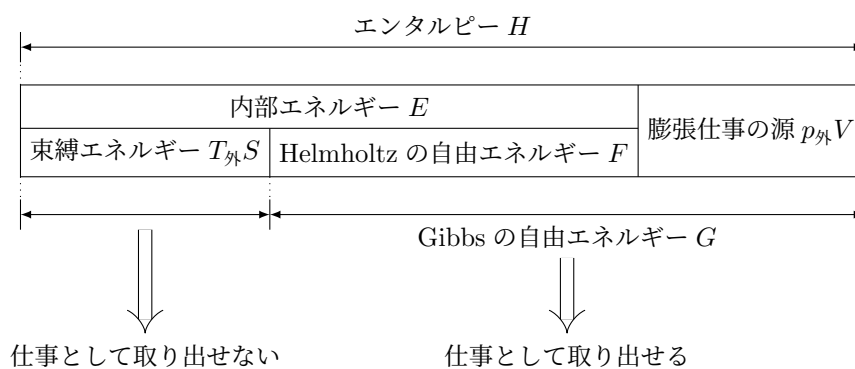 エンタルピー H
内部エネルギー E
膨張仕事の源 p外V
束縛エネルギー T外S
Helmholtz の自由エネルギー F
Gibbs の自由エネルギー G
仕事として取り出せない
仕事として取り出せる